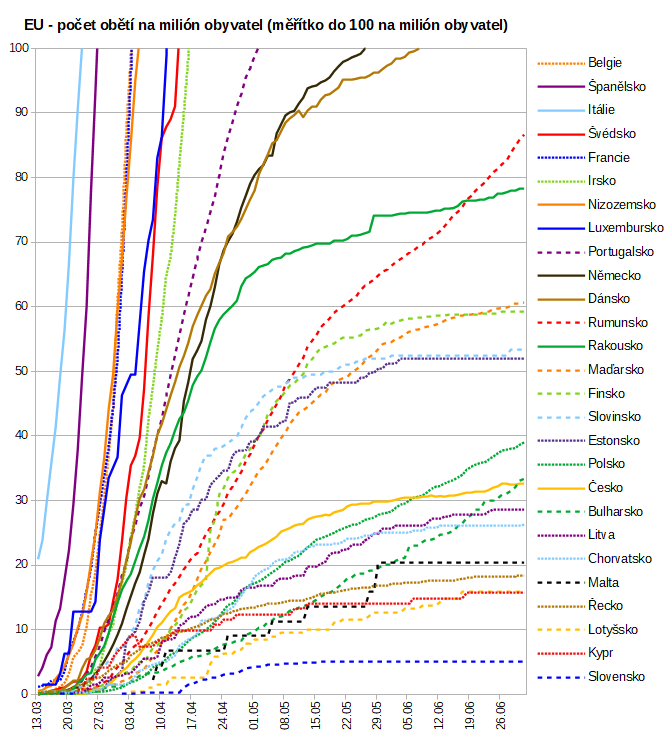 EU - počet obětí na milión obyvatel (měřítko do 100 na milión obyvatel)
100
90
80
70
60
50
40
30
20
10
0
13.03
20.03
27.03
03.04
10.04
17.04
24.04
01.05
08.05
15.05
22.05
29.05
05.06
12.06
19.06
26.06
Belgie
Španělsko
Itálie
Švédsko
Francie
Irsko
Nizozemsko
Luxembursko
Portugalsko
Německo
Dánsko
Rumunsko
Rakousko
Maďarsko
Finsko
Slovinsko
Estonsko
Polsko
Česko
Bulharsko
Litva
Chorvatsko
Malta
Řecko
Lotyšsko
Kypr
Slovensko